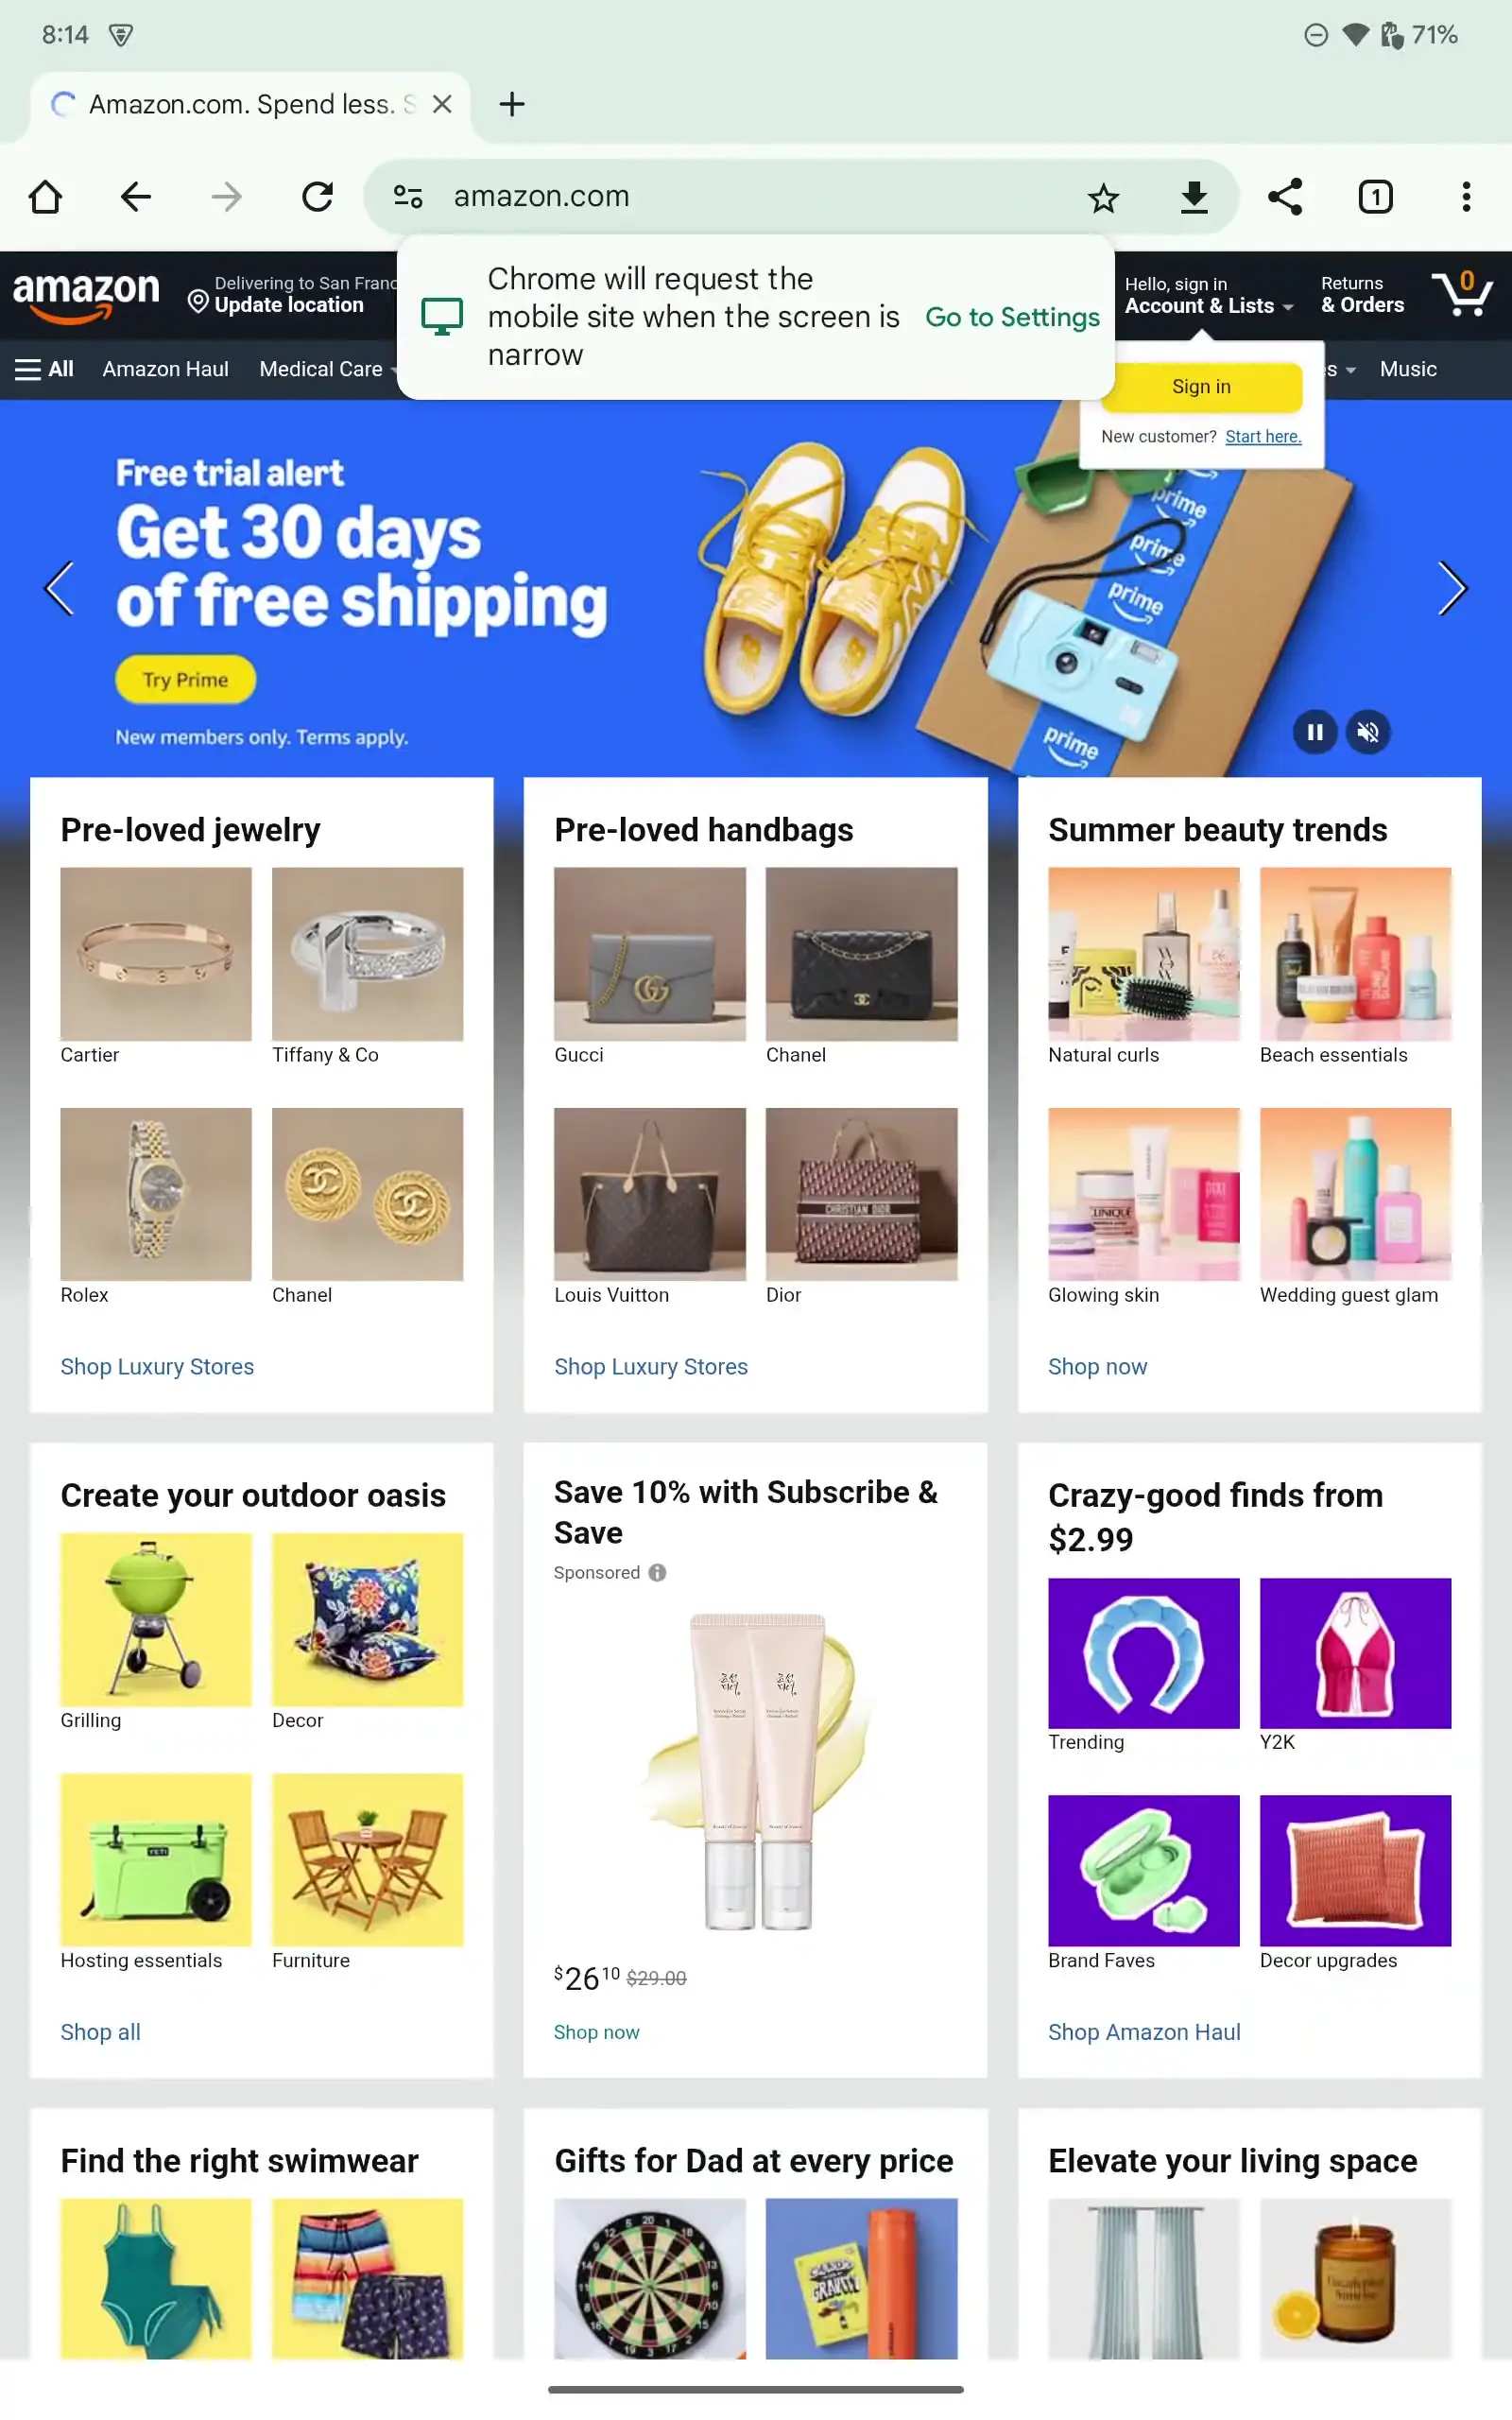 8:14
71%
Amazon.com. Spend less. S
amazon.com
1
Chrome will request the
mobile site when the screen is
narrow
Go to Settings
amazon
Delivering to San Franc
Update location
Hello, sign in
Account & Lists
Returns
& Orders
0
All
Amazon Haul
Medical Care
es
Music
Sign in
New customer? Start here.
Free trial alert
Get 30 days
of free shipping
Try Prime
New members only. Terms apply.
prime
prime
prime
prime
Pre-loved jewelry
Cartier
Tiffany & Co
Rolex
Chanel
Shop Luxury Stores
Pre-loved handbags
Gucci
Chanel
CHRISTIAN DIOR
Louis Vuitton
Dior
Shop Luxury Stores
Summer beauty trends
Natural curls
Beach essentials
CLINIQUE
pixi
Glowing skin
Wedding guest glam
Shop now
Create your outdoor oasis
Grilling
Decor
YETI
Hosting essentials
Furniture
Shop all
Save 10% with Subscribe &
Save
Sponsored
$26.10 $29.00
Shop now
Crazy-good finds from
$2.99
Trending
Y2K
Brand Faves
Decor upgrades
Shop Amazon Haul
Find the right swimwear
Gifts for Dad at every price
Elevate your living space